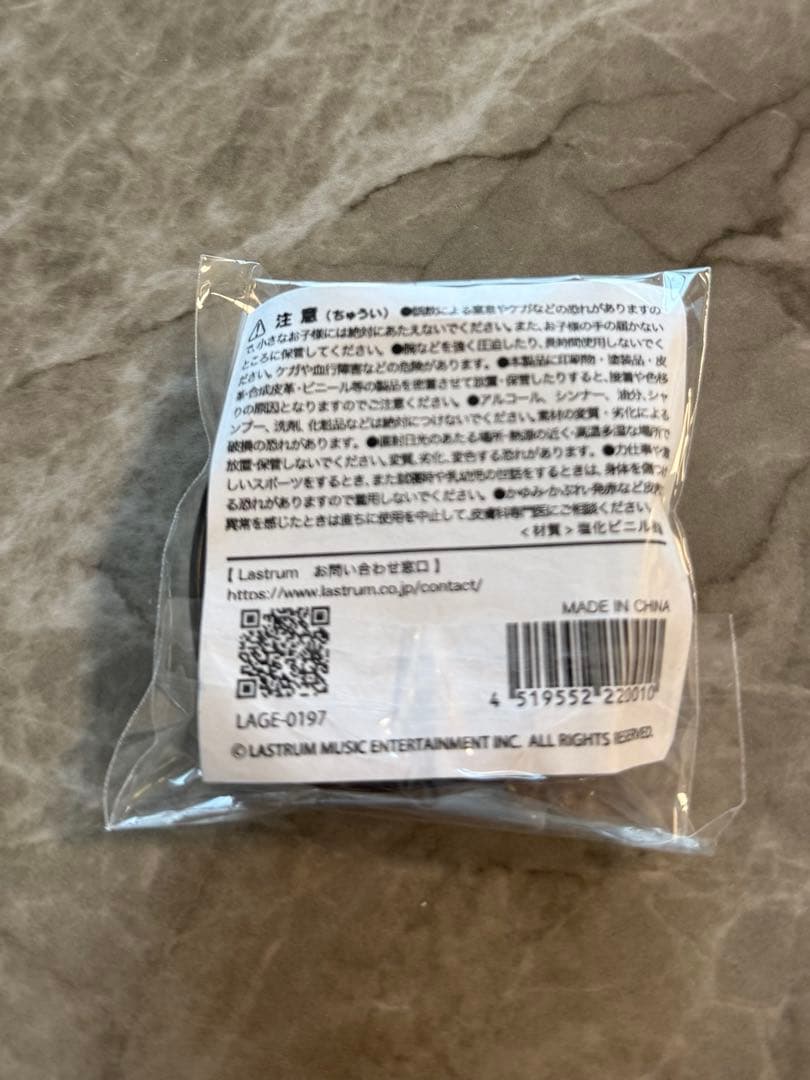 注 意（ちゅうい） ●誤飲による窒息やケガなどの恐れがありますの
で、小さなお子様には絶対にあたえないでください。また、お子様の手の届かない
ところに保管してください。●腕などを強く圧迫したり、長時間使用しないでく
ださい。ケガや血行障害などの危険があります。●本製品に印刷物・塗装品・皮
革・合成皮革・ビニール等の製品を密着させて放置・保管したりすると、接着や色移
りの原因となりますのでご注意ください。●アルコール、シンナー、油分、シャ
ンプー、洗剤、化粧品などは絶対につけないでください。素材の変質・劣化による
破損の恐れがあります。●直射日光のあたる場所・熱源の近く・高温多湿な場所で
放置・保管しないでください。変質、劣化、変色する恐れがあります。●力仕事や激
しいスポーツをするとき、また就寝時や乳幼児の世話をするときは、身体を傷つけ
る恐れがありますので着用しないでください。●かゆみ・かぶれ・発赤など皮膚に
異常を感じたときは直ちに使用を中止して、皮膚科専門医にご相談ください。
＜材質＞塩化ビニル
【 Lastrum お問い合わせ窓口 】
https://www.lastrum.co.jp/contact/
MADE IN CHINA
4 519552 220010
LAGE-0197
© LASTRUM MUSIC ENTERTAINMENT INC. ALL RIGHTS RESERVED.